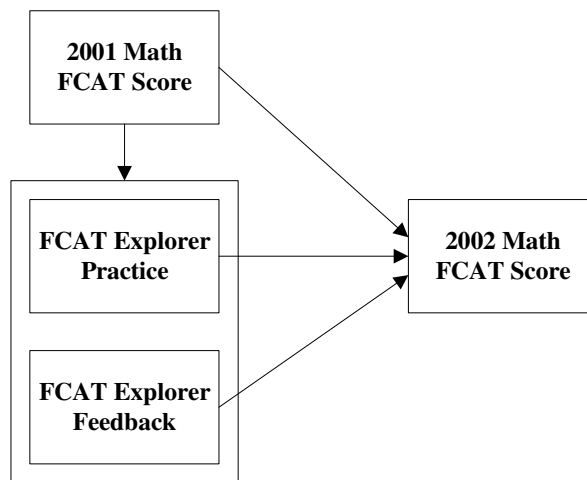 2001 Math
FCAT Score
FCAT Explorer
Practice
2002 Math
FCAT Score
FCAT Explorer
Feedback